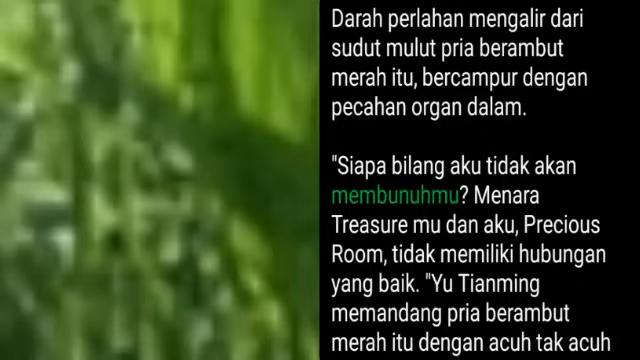 Darah perlahan mengalir dari
sudut mulut pria berambut
merah itu, bercampur dengan
pecahan organ dalam.
"Siapa bilang aku tidak akan
membunuhmu? Menara
Treasure mu dan aku, Precious
Room, tidak memiliki hubungan
yang baik. "Yu Tianming
memandang pria berambut
merah itu dengan acuh tak acuh